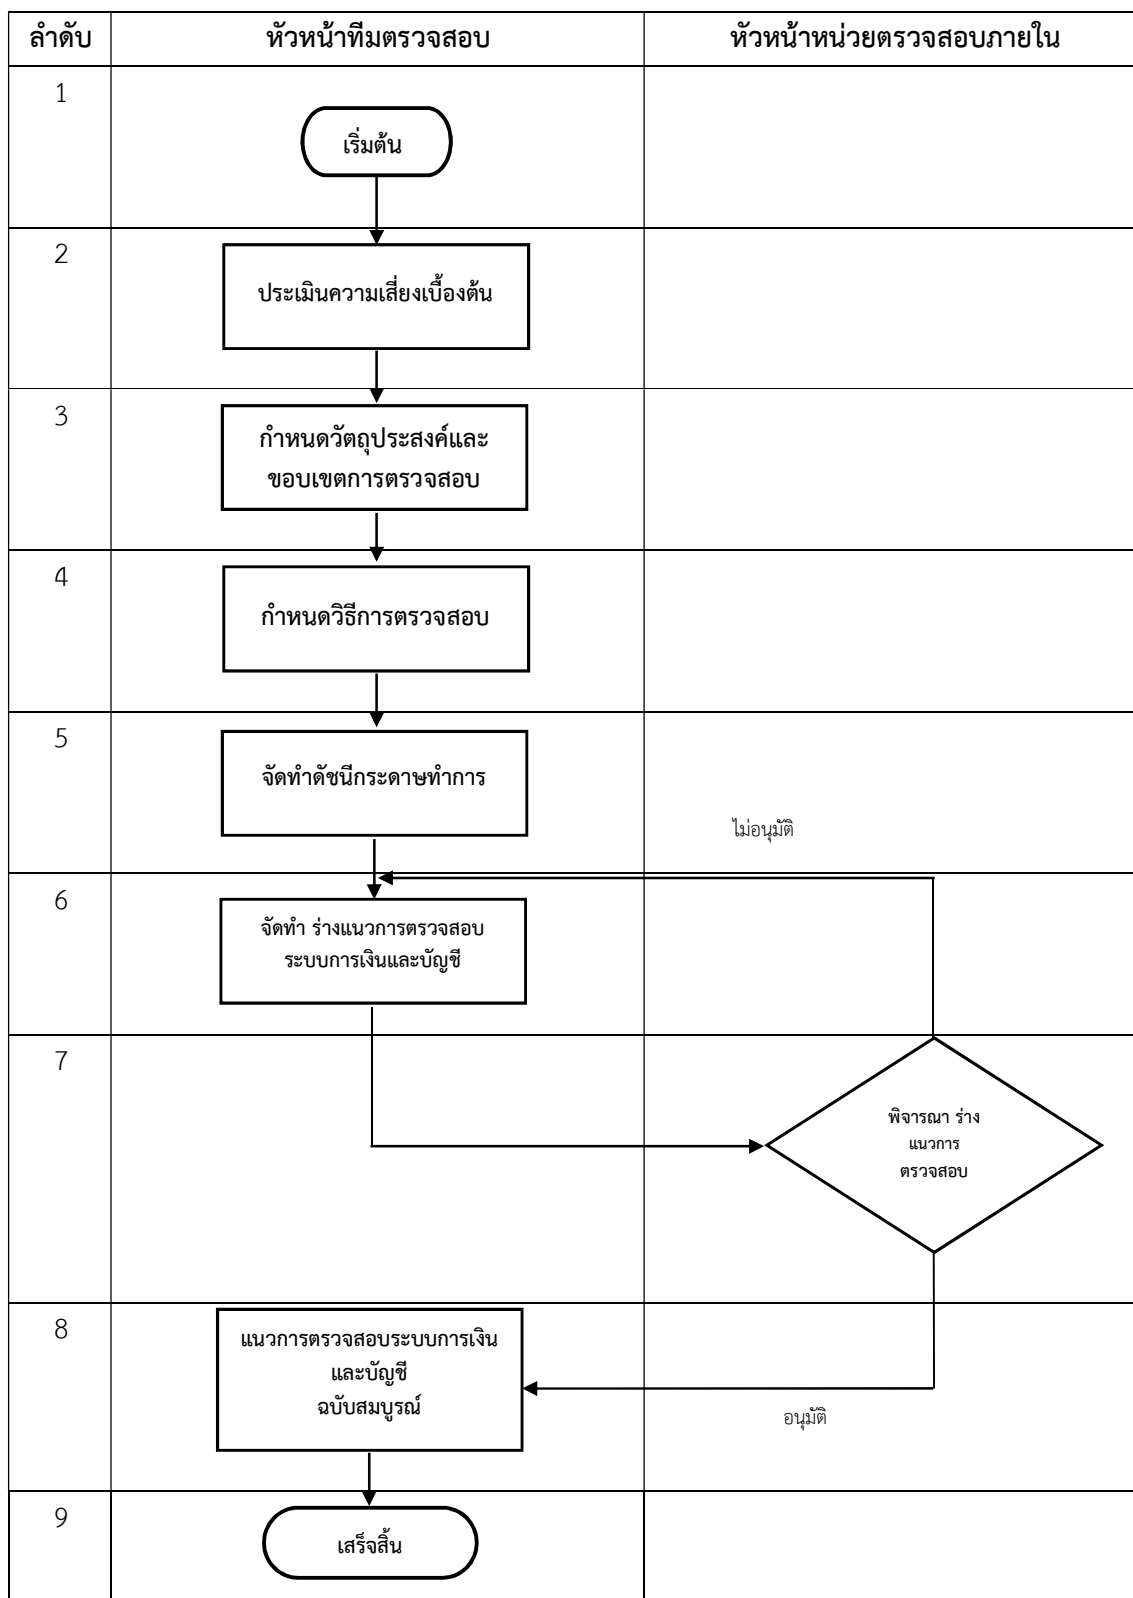 ลำดับ หัวหน้าทีมตรวจสอบ หัวหน้าหน่วยตรวจสอบภายใน
1
เริ่มต้น
2
ประเมินความเสี่ยงเบื้องต้น
3
กำหนดวัตถุประสงค์และ
ขอบเขตการตรวจสอบ
4
กำหนดวิธีการตรวจสอบ
5
จัดทำดัชนีกระดาษทำการ
ไม่อนุมัติ
6
จัดทำ ร่างแนวการตรวจสอบ
ระบบการเงินและบัญชี
7
พิจารณา ร่าง
แนวการ
ตรวจสอบ
8
แนวการตรวจสอบระบบการเงิน
และบัญชี
ฉบับสมบูรณ์
อนุมัติ
9
เสร็จสิ้น